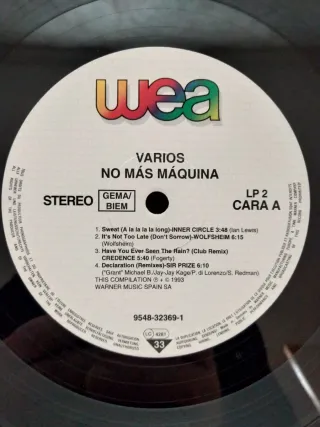 wea
VARIOS
NO MÁS MÁQUINA
STEREO
GEMA/
BIEM
LP 2
CARA A
1. Sweat (A la la la la long)-INNER CIRCLE 3:48 (Ian Lewis)
2. It's Not Too Late (Don't Sorrow)-WOLFSHEIM 6:15
(Wolfsheim)
3. Have You Ever Seen The Rain? (Club Remix)
CREDENCE 5:40 (Fogerty)
4. Declaration (Remixes)-SIR PRIZE 6:10
("Grant" Michael B./Jay-Jay Kage/P. di Lorenzo/S. Redman)
THIS COMPILATION ℗ + © 1993
WARNER MUSIC SPAIN SA
9548-32369-1
LC 4281
33